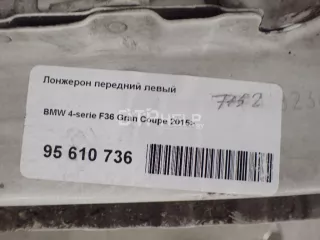 Лонжерон передний левый
BMW 4-serie F36 Gran Coupe 2015>
95 610 736